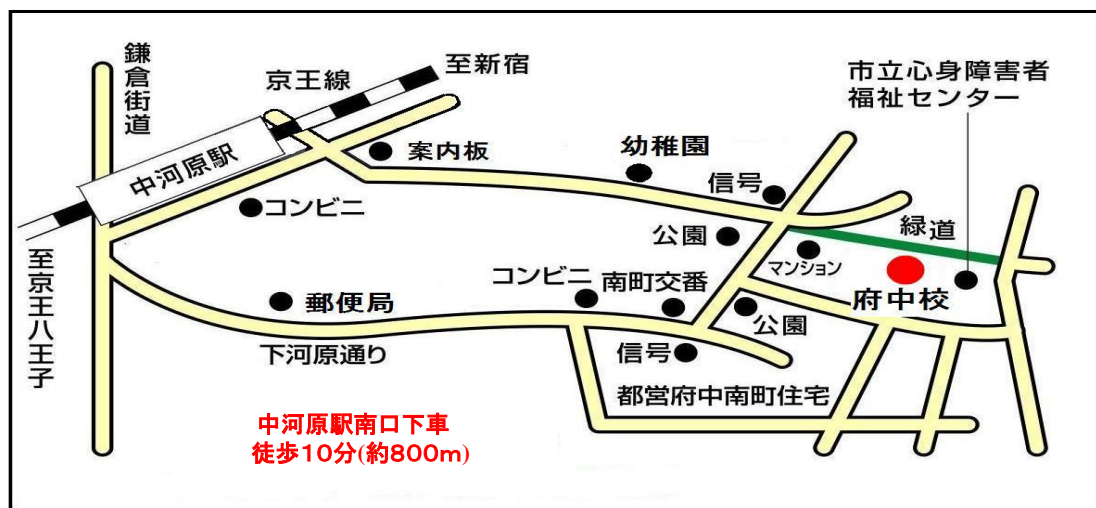 鎌倉街道
京王線
至新宿
市立心身障害者
福祉センター
中河原駅
案内板
幼稚園
信号
コンビニ
公園
緑道
マンション
府中校
至京王八王子
郵便局
コンビニ
南町交番
公園
下河原通り
信号
都営府中南町住宅
中河原駅南口下車
徒歩10分(約800m)